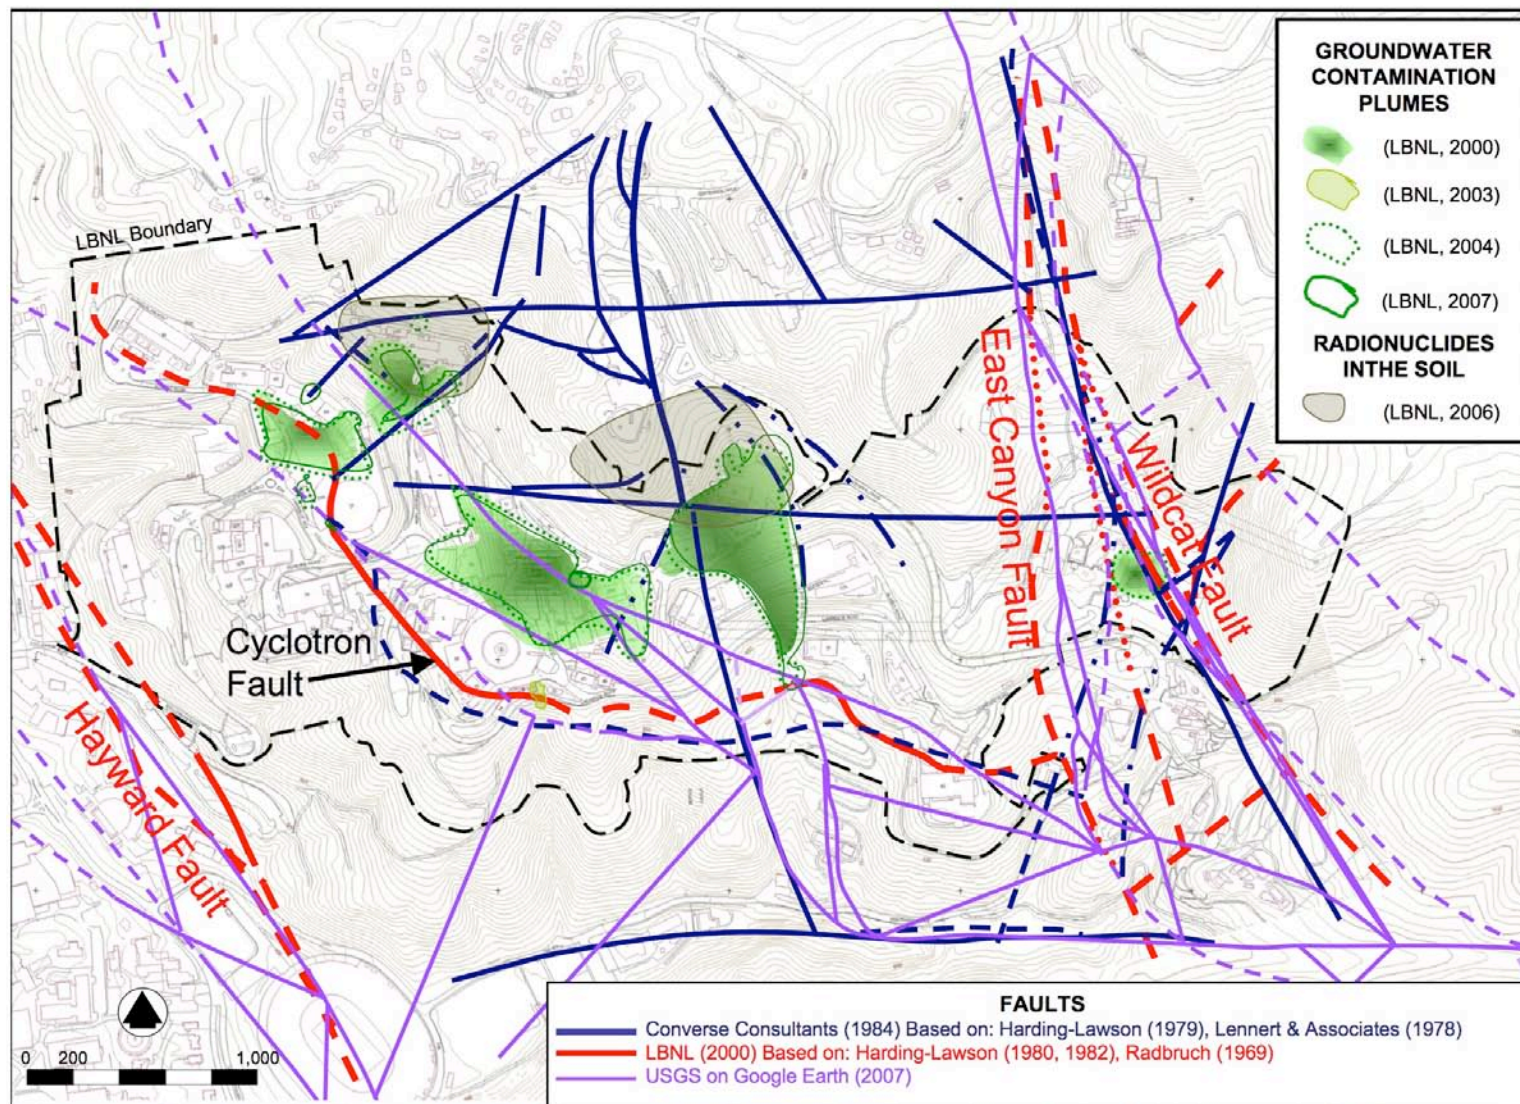 GROUNDWATER
CONTAMINATION
PLUMES
(LBNL, 2000)
(LBNL, 2003)
(LBNL, 2004)
(LBNL, 2007)
RADIONUCLIDES
INTHE SOIL
(LBNL, 2006)
LBNL Boundary
East Canyon Fault
Wildcat Fault
Cyclotron
Fault
Hayward Fault
0 200 1,000
FAULTS
Converse Consultants (1984) Based on: Harding-Lawson (1979), Lennert & Associates (1978)
LBNL (2000) Based on: Harding-Lawson (1980, 1982), Radbruch (1969)
USGS on Google Earth (2007)